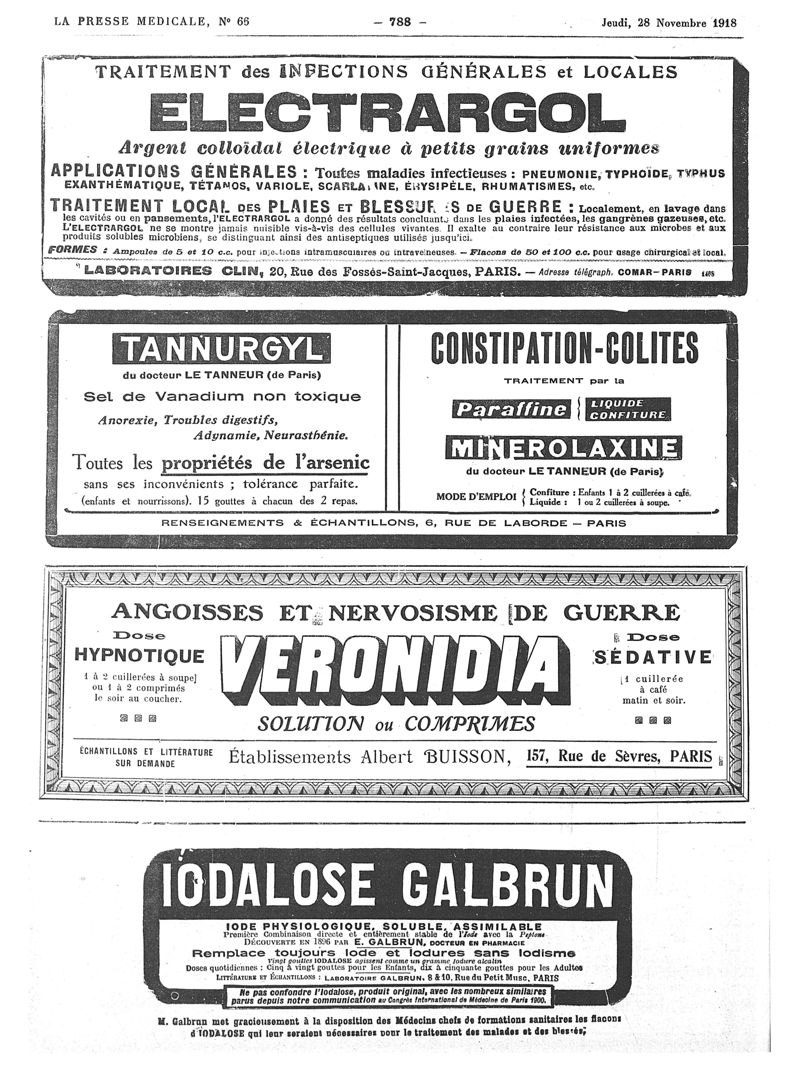 LA PRESSE MEDICALE, N° 66 — 788 — Jeudi, 28 Novembre 1918
TRAITEMENT des INFECTIONS GÉNÉRALES et LOCALES
ELECTRARGOL
Argent colloïdal électrique à petits grains uniformes
APPLICATIONS GÉNÉRALES : Toutes maladies infectieuses : PNEUMONIE, TYPHOÏDE, TYPHUS
EXANTHÉMATIQUE, TÉTANOS, VARIOLE, SCARLATINE, ÉRYSIPÈLE, RHUMATISMES, etc.
TRAITEMENT LOCAL DES PLAIES ET BLESSURES DE GUERRE : Localement, en lavage dans
les cavités ou en pansements, l'ELECTRARGOL a donné des résultats concluants dans les plaies infectées, les gangrènes gazeuses, etc.
L'ELECTRARGOL ne se montre jamais nuisible vis-à-vis des cellules vivantes. Il exalte au contraire leur résistance aux microbes et aux
produits solubles microbiens, se distinguant ainsi des antiseptiques utilisés jusqu'ici.
FORMES : Ampoules de 5 et 10 c.c. pour injections intramusculaires ou intraveineuses. — Flacons de 50 et 100 c.c. pour usage chirurgical et local.
LABORATOIRES CLIN, 20, Rue des Fossés-Saint-Jacques, PARIS. — Adresse télégraph. COMAR-PARIS
TANNURGYL
du docteur LE TANNEUR (de Paris)
Sel de Vanadium non toxique
Anorexie, Troubles digestifs,
Adynamie, Neurasthénie.
Toutes les propriétés de l'arsenic
sans ses inconvénients ; tolérance parfaite.
(enfants et nourrissons). 15 gouttes à chacun des 2 repas.
CONSTIPATION-COLITES
TRAITEMENT par la
Paraffine { LIQUIDE
CONFITURE
MINEROLAXINE
du docteur LE TANNEUR (de Paris)
MODE D'EMPLOI { Confiture : Enfants 1 à 2 cuillerées à café.
Liquide : 1 ou 2 cuillerées à soupe.
RENSEIGNEMENTS & ÉCHANTILLONS, 6, RUE DE LABORDE — PARIS
ANGOISSES ET NERVOSISME DE GUERRE
Dose
HYPNOTIQUE
1 à 2 cuillerées à soupe
ou 1 à 2 comprimés
le soir au coucher.
VERONIDIA
Dose
SÉDATIVE
1 cuillerée
à café
matin et soir.
SOLUTION ou COMPRIMES
ÉCHANTILLONS ET LITTÉRATURE
SUR DEMANDE
Établissements Albert BUISSON, 157, Rue de Sèvres, PARIS
IODALOSE GALBRUN
IODE PHYSIOLOGIQUE, SOLUBLE, ASSIMILABLE
Première Combinaison directe et entièrement stable de l'Iode avec la Peptone
DÉCOUVERTE EN 1896 PAR E. GALBRUN, DOCTEUR EN PHARMACIE
Remplace toujours Iode et Iodures sans Iodisme
Vingt gouttes IODALOSE agissent comme un gramme iodure alcalin
Doses quotidiennes : Cinq à vingt gouttes pour les Enfants, dix à cinquante gouttes pour les Adultes
LITTÉRATURE ET ÉCHANTILLONS : LABORATOIRE GALBRUN, 8 & 10, Rue du Petit Musc, PARIS
Ne pas confondre l'Iodalose, produit original, avec les nombreux similaires
parus depuis notre communication au Congrès International de Médecine de Paris 1900.
M. Galbrun met gracieusement à la disposition des Médecins chefs de formations sanitaires les flacons
d'IODALOSE qui leur seraient nécessaires pour le traitement des malades et des blessés.